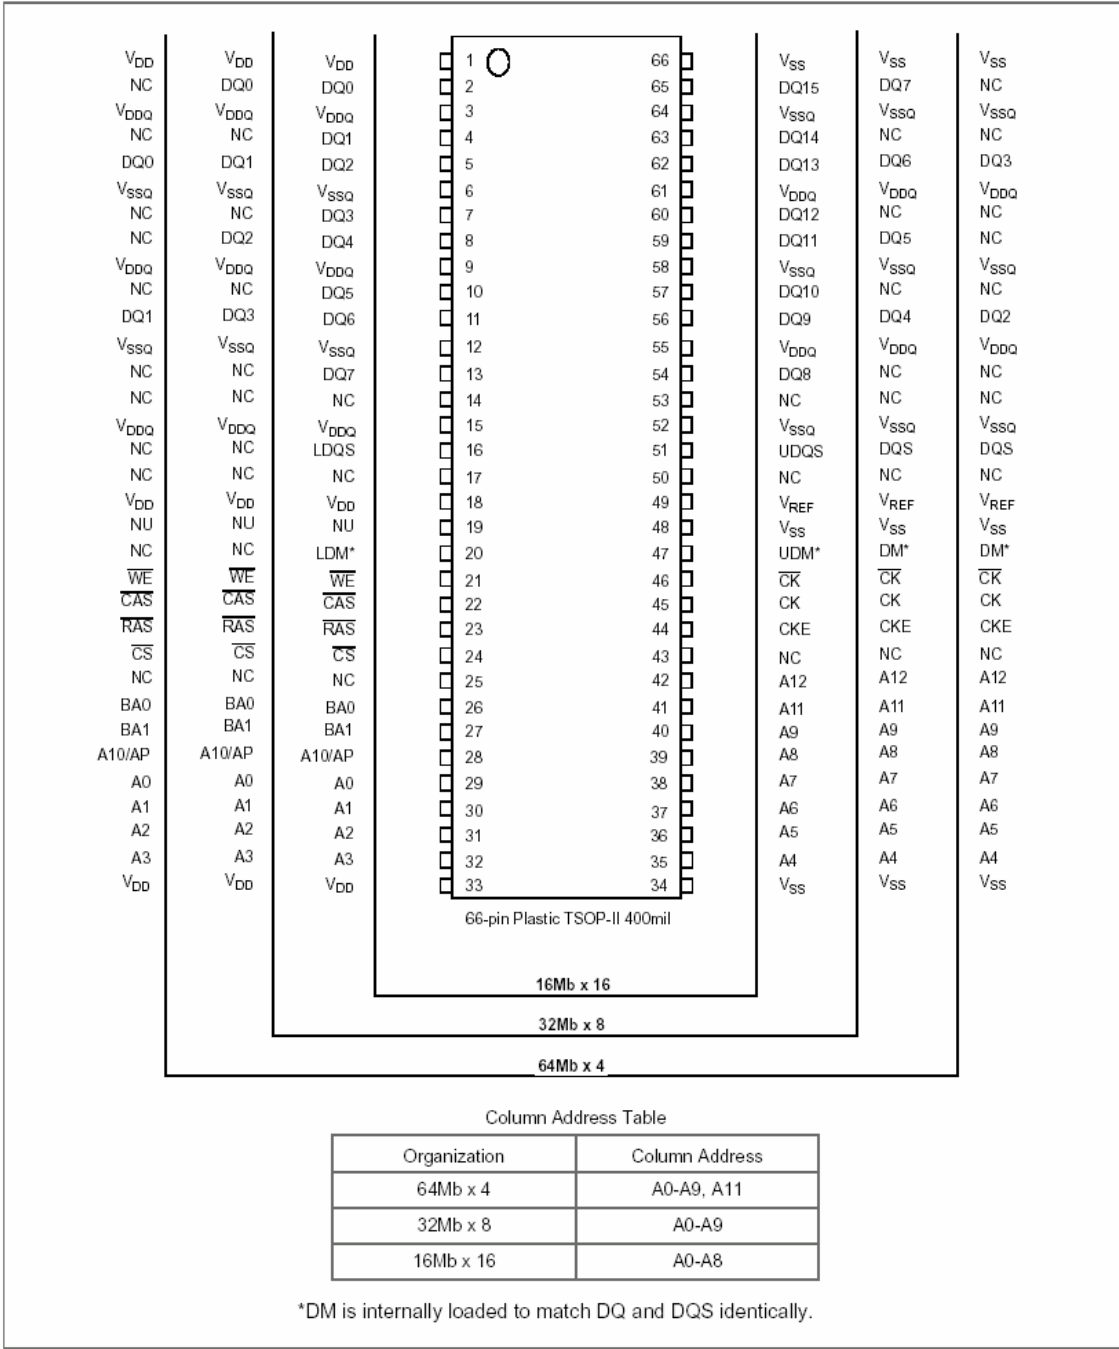 VDD VDD VDD 1 66 VSS VSS VSS
NC DQ0 DQ0 2 65 DQ15 DQ7 NC
VDDQ VDDQ VDDQ 3 64 VSSQ VSSQ VSSQ
NC NC DQ1 4 63 DQ14 NC NC
DQ0 DQ1 DQ2 5 62 DQ13 DQ6 DQ3
VSSQ VSSQ VSSQ 6 61 VDDQ VDDQ VDDQ
NC NC DQ3 7 60 DQ12 NC NC
NC DQ2 DQ4 8 59 DQ11 DQ5 NC
VDDQ VDDQ VDDQ 9 58 VSSQ VSSQ VSSQ
NC NC DQ5 10 57 DQ10 NC NC
DQ1 DQ3 DQ6 11 56 DQ9 DQ4 DQ2
VSSQ VSSQ VSSQ 12 55 VDDQ VDDQ VDDQ
NC NC DQ7 13 54 DQ8 NC NC
NC NC NC 14 53 NC NC NC
VDDQ VDDQ VDDQ 15 52 VSSQ VSSQ VSSQ
NC NC LDQS 16 51 UDQS DQS DQS
NC NC NC 17 50 NC NC NC
VDD VDD VDD 18 49 VREF VREF VREF
NU NU NU 19 48 VSS VSS VSS
NC NC LDM* 20 47 UDM* DM* DM*
W̅E̅ W̅E̅ W̅E̅ 21 46 C̅K̅ C̅K̅ C̅K̅
C̅A̅S̅ C̅A̅S̅ C̅A̅S̅ 22 45 CK CK CK
R̅A̅S̅ R̅A̅S̅ R̅A̅S̅ 23 44 CKE CKE CKE
C̅S̅ C̅S̅ C̅S̅ 24 43 NC NC NC
NC NC NC 25 42 A12 A12 A12
BA0 BA0 BA0 26 41 A11 A11 A11
BA1 BA1 BA1 27 40 A9 A9 A9
A10/AP A10/AP A10/AP 28 39 A8 A8 A8
A0 A0 A0 29 38 A7 A7 A7
A1 A1 A1 30 37 A6 A6 A6
A2 A2 A2 31 36 A5 A5 A5
A3 A3 A3 32 35 A4 A4 A4
VDD VDD VDD 33 34 VSS VSS VSS
66-pin Plastic TSOP-II 400mil
16Mb x 16
32Mb x 8
64Mb x 4
Column Address Table
Organization Column Address
64Mb x 4 A0-A9, A11
32Mb x 8 A0-A9
16Mb x 16 A0-A8
*DM is internally loaded to match DQ and DQS identically.